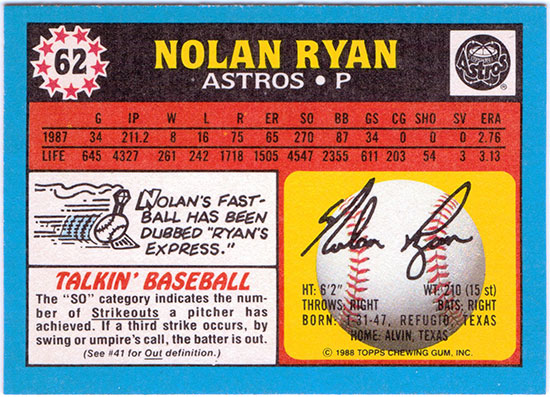 62
NOLAN RYAN
ASTROS • P
Astros
®
G IP W L R ER SO BB GS CG SHO SV ERA
1987 34 211.2 8 16 75 65 270 87 34 0 0 0 2.76
LIFE 645 4327 261 242 1718 1505 4547 2355 611 203 54 3 3.13
NOLAN'S FAST-
BALL HAS BEEN
DUBBED "RYAN'S
EXPRESS."
TALKIN' BASEBALL
The "SO" category indicates the num-
ber of Strikeouts a pitcher has
achieved. If a third strike occurs, by
swing or umpire's call, the batter is out.
(See #41 for Out definition.)
Nolan Ryan
HT: 6'2" WT: 210 (15 st)
THROWS: RIGHT BATS: RIGHT
BORN: 1-31-47, REFUGIO, TEXAS
HOME: ALVIN, TEXAS
© 1988 TOPPS CHEWING GUM, INC.